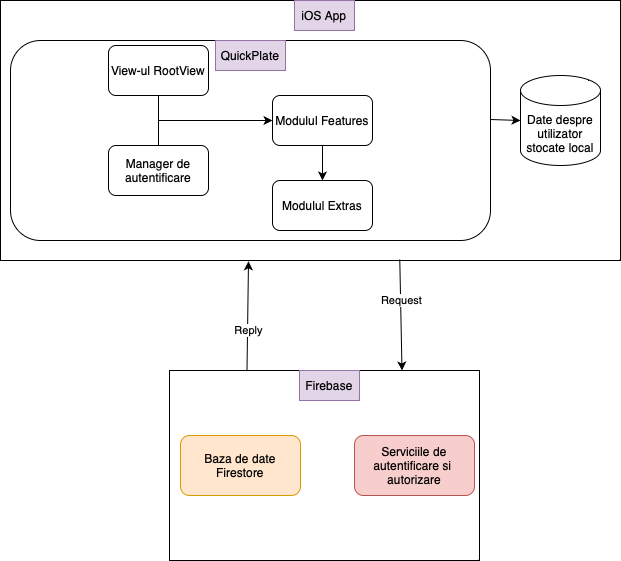 iOS App
QuickPlate
View-ul RootView
Modulul Features
Manager de
autentificare
Modulul Extras
Date despre
utilizator
stocate local
Reply
Request
Firebase
Baza de date
Firestore
Serviciile de
autentificare si
autorizare